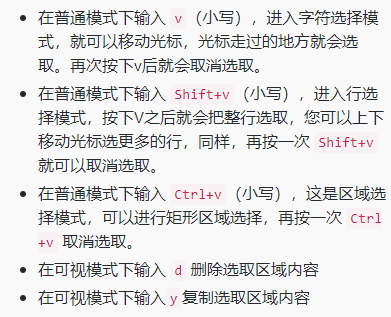 • 在普通模式下输入 v（小写），进入字符选择模
式，就可以移动光标，光标走过的地方就会选
取。再次按下v后就会取消选取。
• 在普通模式下输入 Shift+v（小写），进入行选
择模式，按下V之后就会把整行选取，您可以上下
移动光标选更多的行，同样，再按一次 Shift+v
就可以取消选取。
• 在普通模式下输入 Ctrl+v（小写），这是区域选
择模式，可以进行矩形区域选择，再按一次 Ctrl
+v 取消选取。
• 在可视模式下输入 d 删除选取区域内容
• 在可视模式下输入 y 复制选取区域内容